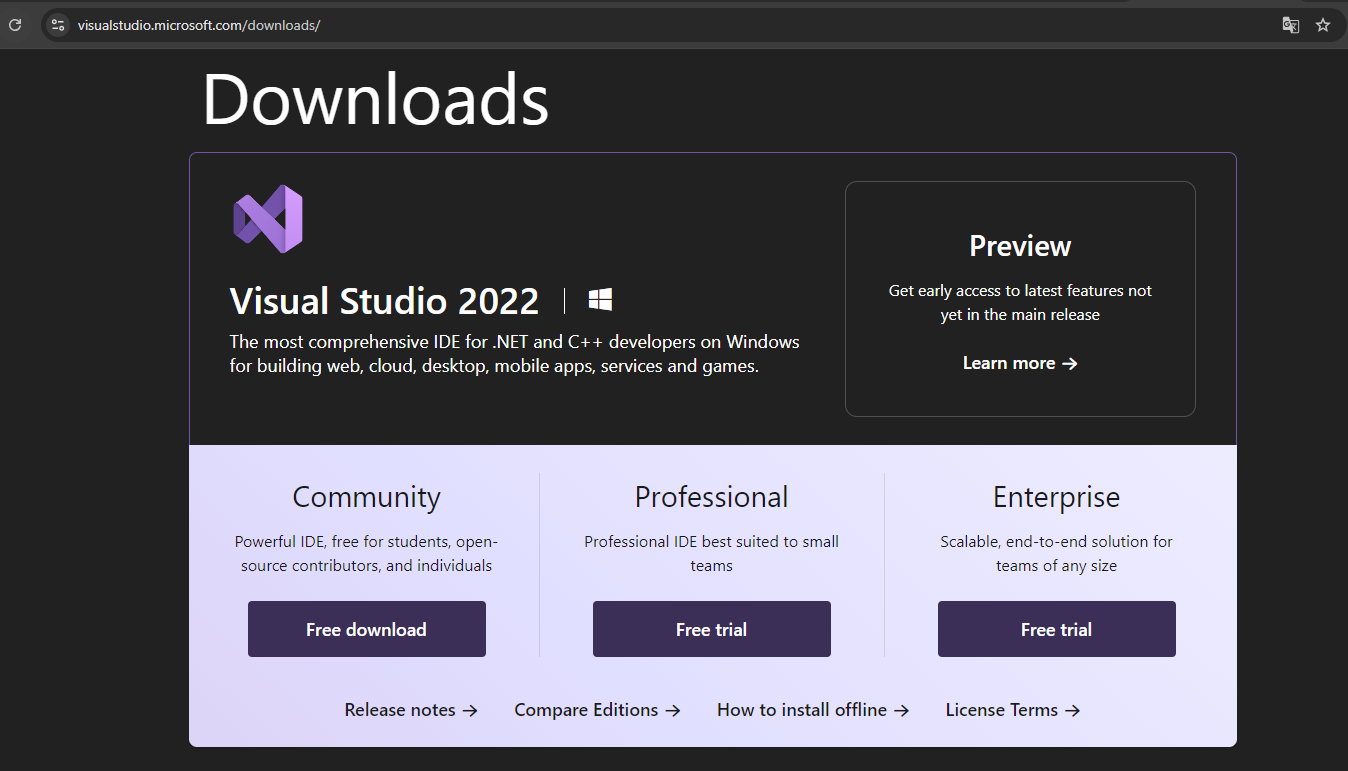 visualstudio.microsoft.com/downloads/
Downloads
Visual Studio 2022
The most comprehensive IDE for .NET and C++ developers on Windows
for building web, cloud, desktop, mobile apps, services and games.
Preview
Get early access to latest features not
yet in the main release
Learn more →
Community
Powerful IDE, free for students, open-
source contributors, and individuals
Free download
Professional
Professional IDE best suited to small
teams
Free trial
Enterprise
Scalable, end-to-end solution for
teams of any size
Free trial
Release notes → Compare Editions → How to install offline → License Terms →